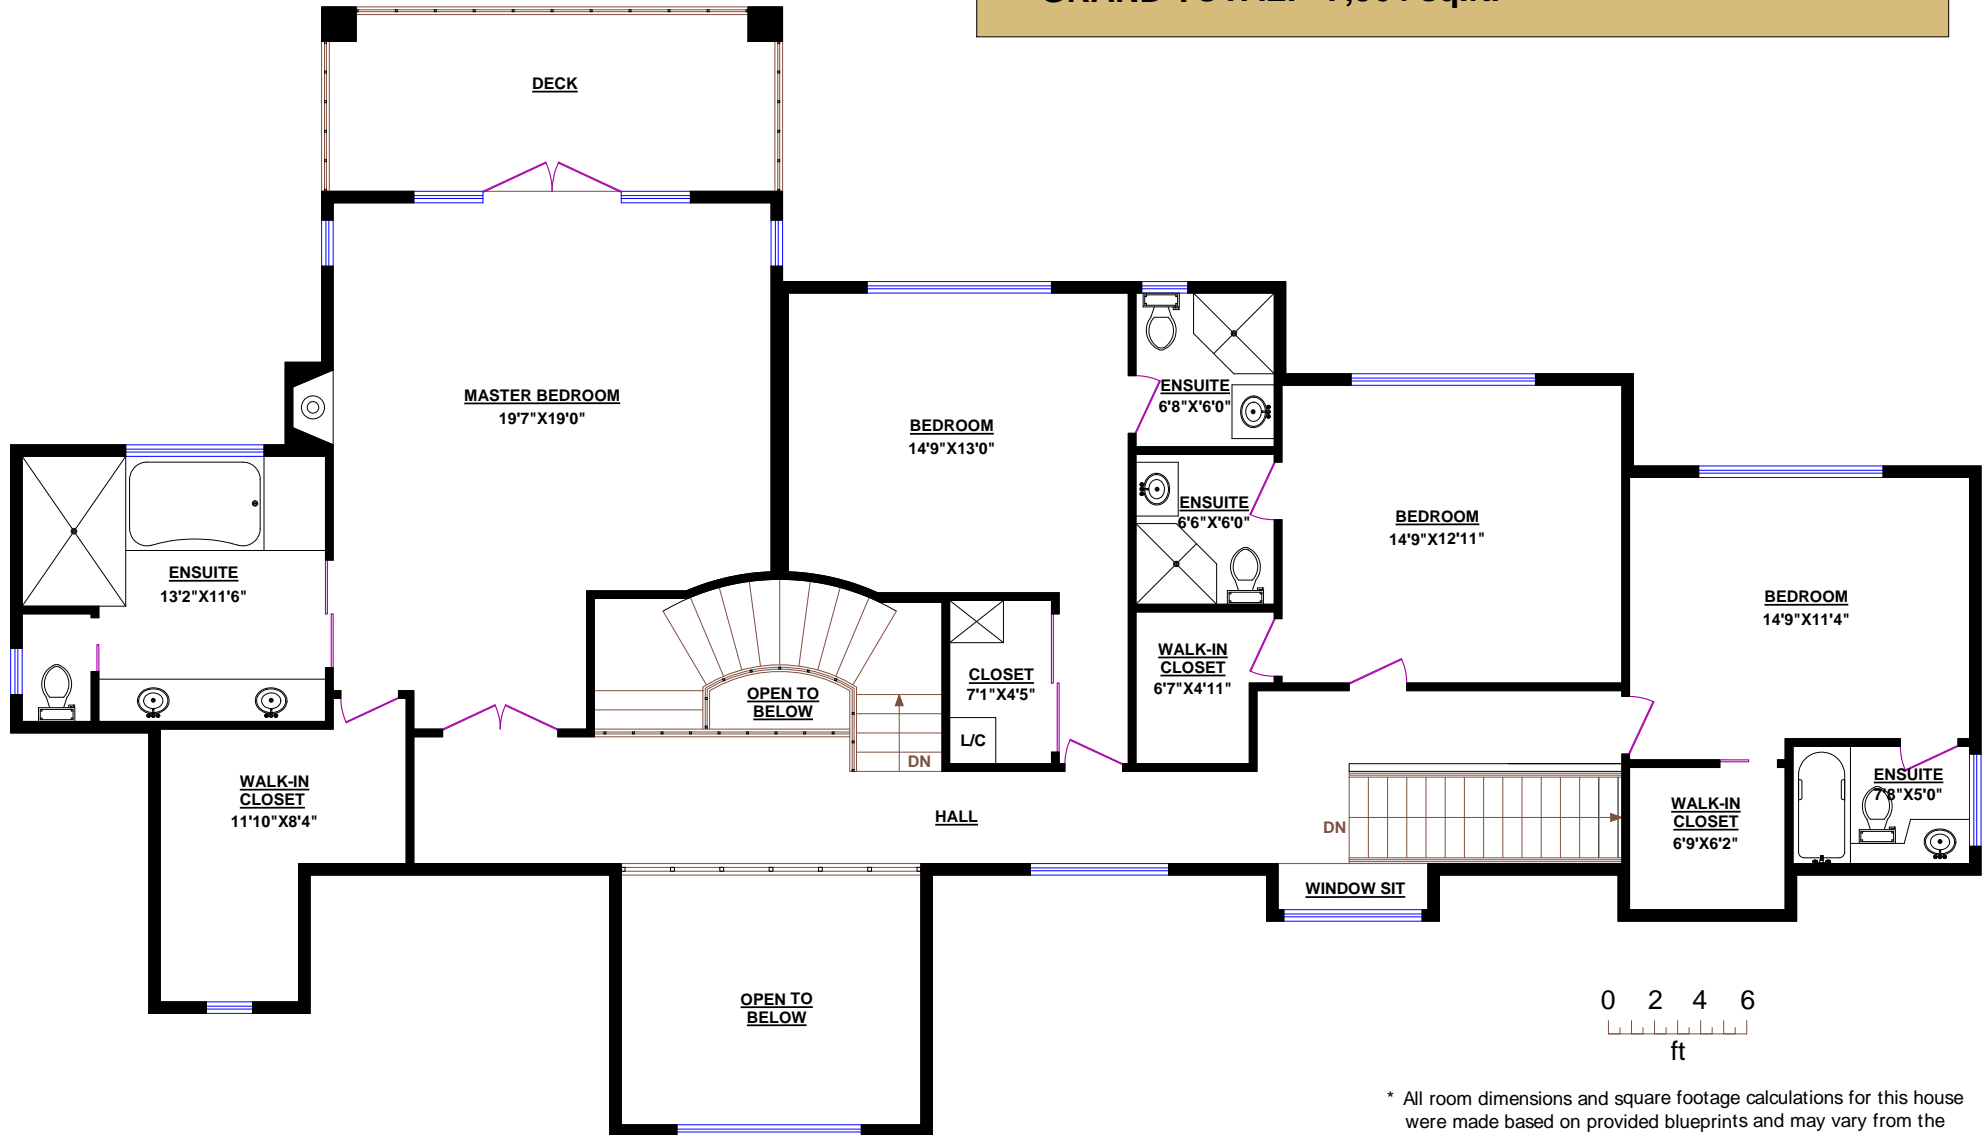 DECK
MASTER BEDROOM
19'7"X19'0"
BEDROOM
14'9"X13'0"
ENSUITE
6'8"X'6'0"
ENSUITE
6'6"X'6'0"
BEDROOM
14'9"X12'11"
BEDROOM
14'9"X11'4"
ENSUITE
13'2"X11'6"
WALK-IN
CLOSET
11'10"X8'4"
OPEN TO
BELOW
DN
CLOSET
7'1"X4'5"
L/C
WALK-IN
CLOSET
6'7"X4'11"
HALL
DN
WALK-IN
CLOSET
6'9'X6'2"
ENSUITE
7'8"X5'0"
WINDOW SIT
OPEN TO
BELOW
0 2 4 6
ft
* All room dimensions and square footage calculations for this house
were made based on provided blueprints and may vary from the